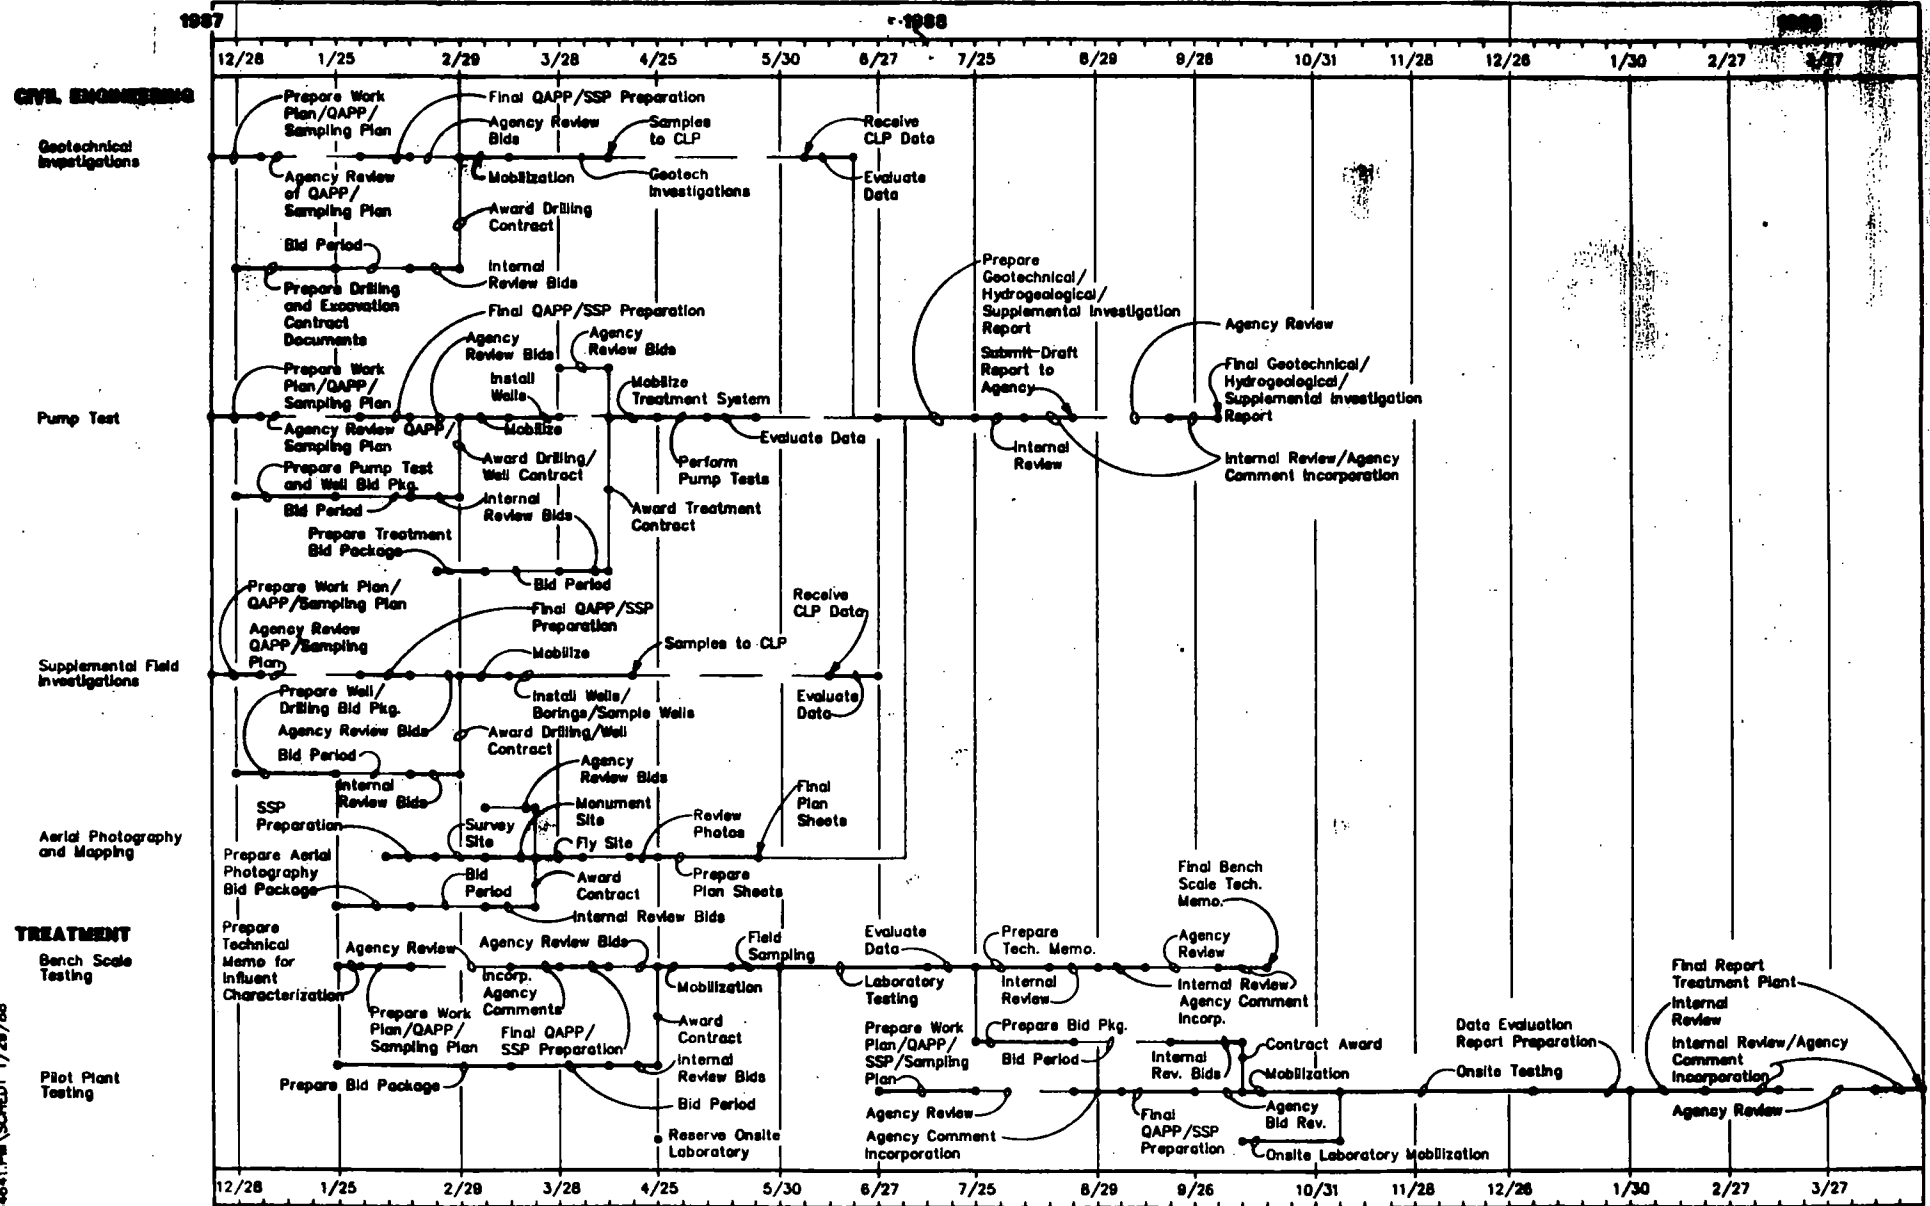 1987
1988
12/28 1/25 2/29 3/28 4/25 5/30 6/27 7/25 8/29 9/26 10/31 11/28 12/26 1/30 2/27 3/27
CIVIL ENGINEERING
Geotechnical
Investigations
Prepare Work
Plan/QAPP/
Sampling Plan
Final QAPP/SSP Preparation
Agency Review
Bids
Samples
to CLP
Receive
CLP Data
Agency Review
of QAPP/
Sampling Plan
Mobilization
Geotech
Investigations
Evaluate
Data
Award Drilling
Contract
Bid Period
Internal
Review Bids
Prepare Drilling
and Excavation
Contract
Documents
Pump Test
Final QAPP/SSP Preparation
Agency
Review Bids
Agency
Review Bids
Prepare Work
Plan/QAPP/
Sampling Plan
Install
Wells
Mobilize
Treatment System
Agency Review QAPP/
Sampling Plan
Mobilize
Evaluate Data
Prepare Pump Test
and Well Bid Pkg.
Award Drilling/
Well Contract
Perform
Pump Tests
Bid Period
Internal
Review Bids
Award Treatment
Contract
Prepare Treatment
Bid Package
Bid Period
Prepare
Geotechnical/
Hydrogeological/
Supplemental Investigation
Report
Submit Draft
Report to
Agency
Internal
Review
Agency Review
Final Geotechnical/
Hydrogeological/
Supplemental Investigation
Report
Internal Review/Agency
Comment Incorporation
Supplemental Field
Investigations
Prepare Work Plan/
QAPP/Sampling Plan
Agency Review
QAPP/Sampling
Plan
Final QAPP/SSP
Preparation
Mobilize
Samples to CLP
Receive
CLP Data
Prepare Well/
Drilling Bid Pkg.
Install Wells/
Borings/Sample Wells
Evaluate
Data
Agency Review Bids
Award Drilling/Well
Contract
Bid Period
Internal
Review Bids
Aerial Photography
and Mapping
Agency
Review Bids
SSP
Preparation
Survey
Site
Monument
Site
Fly Site
Review
Photos
Final
Plan
Sheets
Prepare Aerial
Photography
Bid Package
Bid
Period
Award
Contract
Prepare
Plan Sheets
Internal Review Bids
TREATMENT
Bench Scale
Testing
Prepare
Technical
Memo for
Influent
Characterization
Agency Review
Agency Review Bids
Field
Sampling
Evaluate
Data
Prepare
Tech. Memo.
Agency
Review
Final Bench
Scale Tech.
Memo.
Prepare Work
Plan/QAPP/
Sampling Plan
Incorp.
Agency
Comments
Final QAPP/
SSP Preparation
Mobilization
Laboratory
Testing
Internal
Review
Internal Review
Agency Comment
Incorp.
Award
Contract
Internal
Review Bids
Prepare Bid Package
Bid Period
Reserve Onsite
Laboratory
Pilot Plant
Testing
Prepare Work
Plan/QAPP/
SSP/Sampling
Plan
Prepare Bid Pkg.
Bid Period
Internal
Rev. Bids
Contract Award
Mobilization
Agency Review
Agency Comment
Incorporation
Final
QAPP/SSP
Preparation
Agency
Bid Rev.
Onsite Laboratory Mobilization
Onsite Testing
Data Evaluation
Report Preparation
Final Report
Treatment Plant
Internal
Review
Internal Review/Agency
Comment
Incorporation
Agency Review
12/28 1/25 2/29 3/28 4/25 5/30 6/27 7/25 8/29 9/26 10/31 11/28 12/26 1/30 2/27 3/27